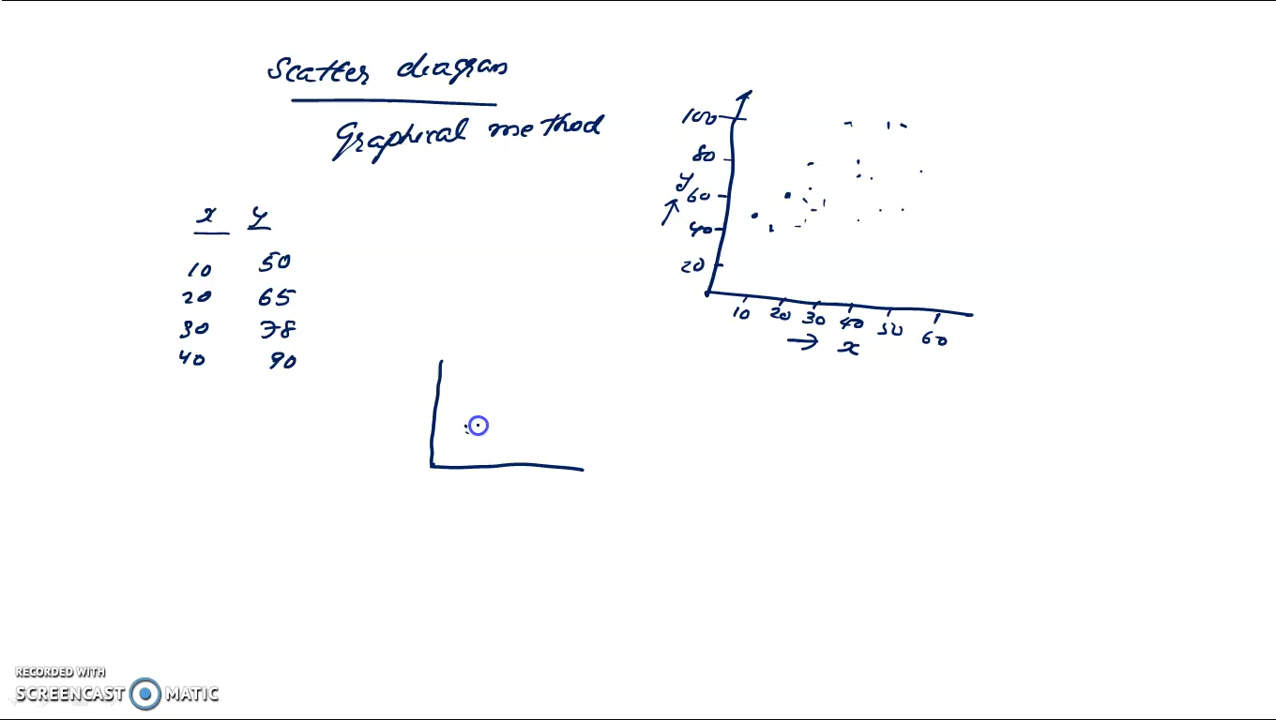 Scatter diagram
Graphical method
x y
10 50
20 65
30 78
40 90
100
80
y
60
40
20
10 20 30 40 50 60
x
RECORDED WITH
SCREENCAST MATIC